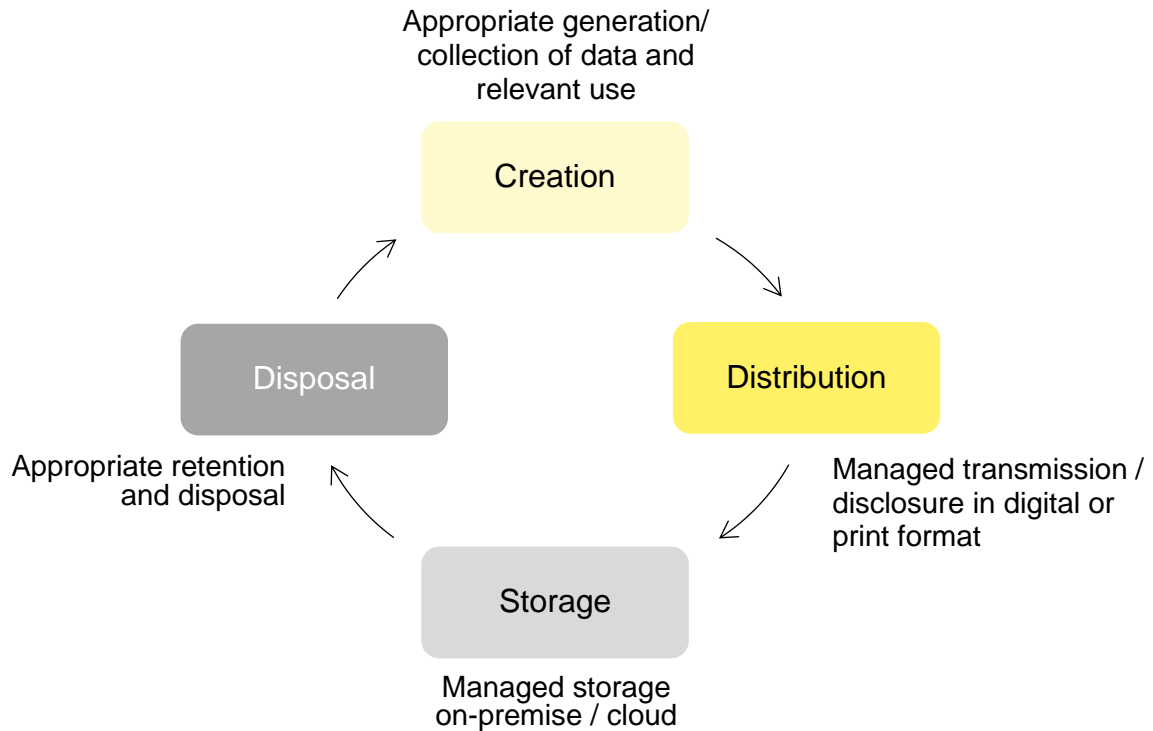 Appropriate generation/
collection of data and
relevant use
Creation
Disposal
Distribution
Appropriate retention
and disposal
Managed transmission /
disclosure in digital or
print format
Storage
Managed storage
on-premise / cloud